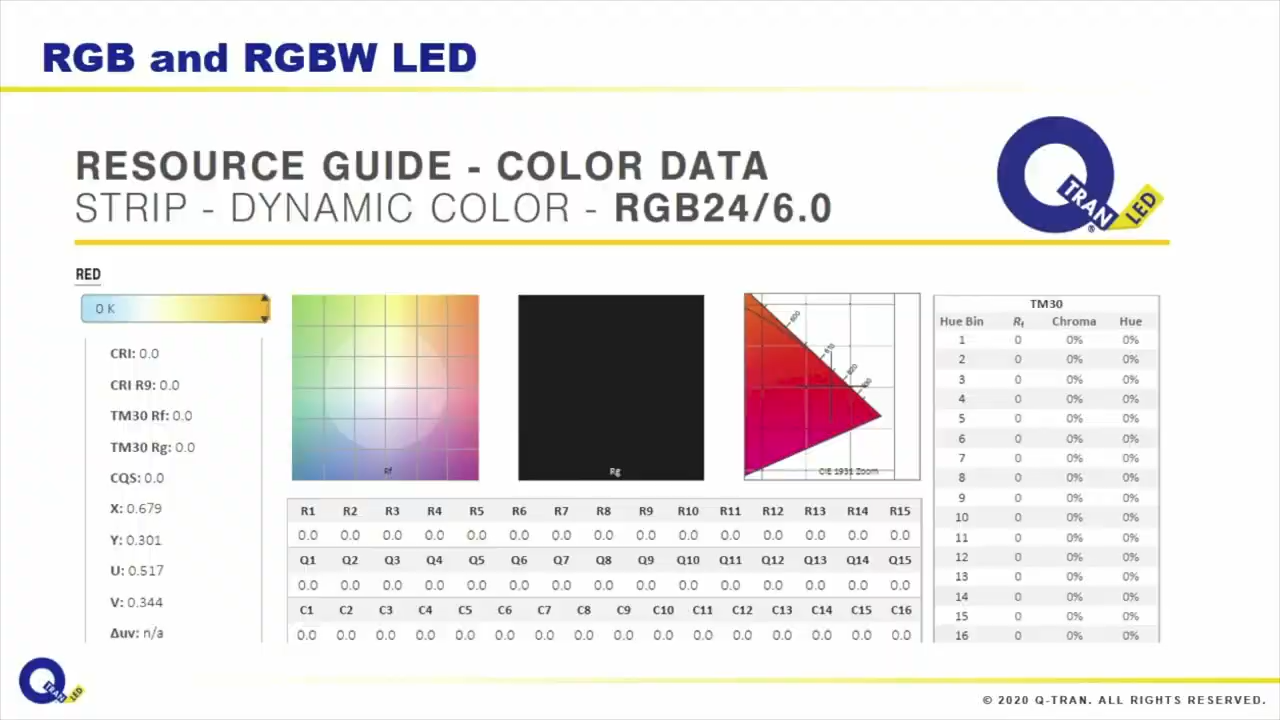 RGB and RGBW LED
RESOURCE GUIDE - COLOR DATA
STRIP - DYNAMIC COLOR - RGB24/6.0
QTRAN LED
®
RED
0 K
CRI: 0.0
CRI R9: 0.0
TM30 Rf: 0.0
TM30 Rg: 0.0
CQS: 0.0
X: 0.679
Y: 0.301
U: 0.517
V: 0.344
Δuv: n/a
Rf
Rg
CIE 1931 Zoom
R1 R2 R3 R4 R5 R6 R7 R8 R9 R10 R11 R12 R13 R14 R15
0.0 0.0 0.0 0.0 0.0 0.0 0.0 0.0 0.0 0.0 0.0 0.0 0.0 0.0 0.0
Q1 Q2 Q3 Q4 Q5 Q6 Q7 Q8 Q9 Q10 Q11 Q12 Q13 Q14 Q15
0.0 0.0 0.0 0.0 0.0 0.0 0.0 0.0 0.0 0.0 0.0 0.0 0.0 0.0 0.0
C1 C2 C3 C4 C5 C6 C7 C8 C9 C10 C11 C12 C13 C14 C15 C16
0.0 0.0 0.0 0.0 0.0 0.0 0.0 0.0 0.0 0.0 0.0 0.0 0.0 0.0 0.0 0.0
TM30
Hue Bin Rf Chroma Hue
1 0 0% 0%
2 0 0% 0%
3 0 0% 0%
4 0 0% 0%
5 0 0% 0%
6 0 0% 0%
7 0 0% 0%
8 0 0% 0%
9 0 0% 0%
10 0 0% 0%
11 0 0% 0%
12 0 0% 0%
13 0 0% 0%
14 0 0% 0%
15 0 0% 0%
16 0 0% 0%
QTRAN LED
© 2020 Q-TRAN. ALL RIGHTS RESERVED.